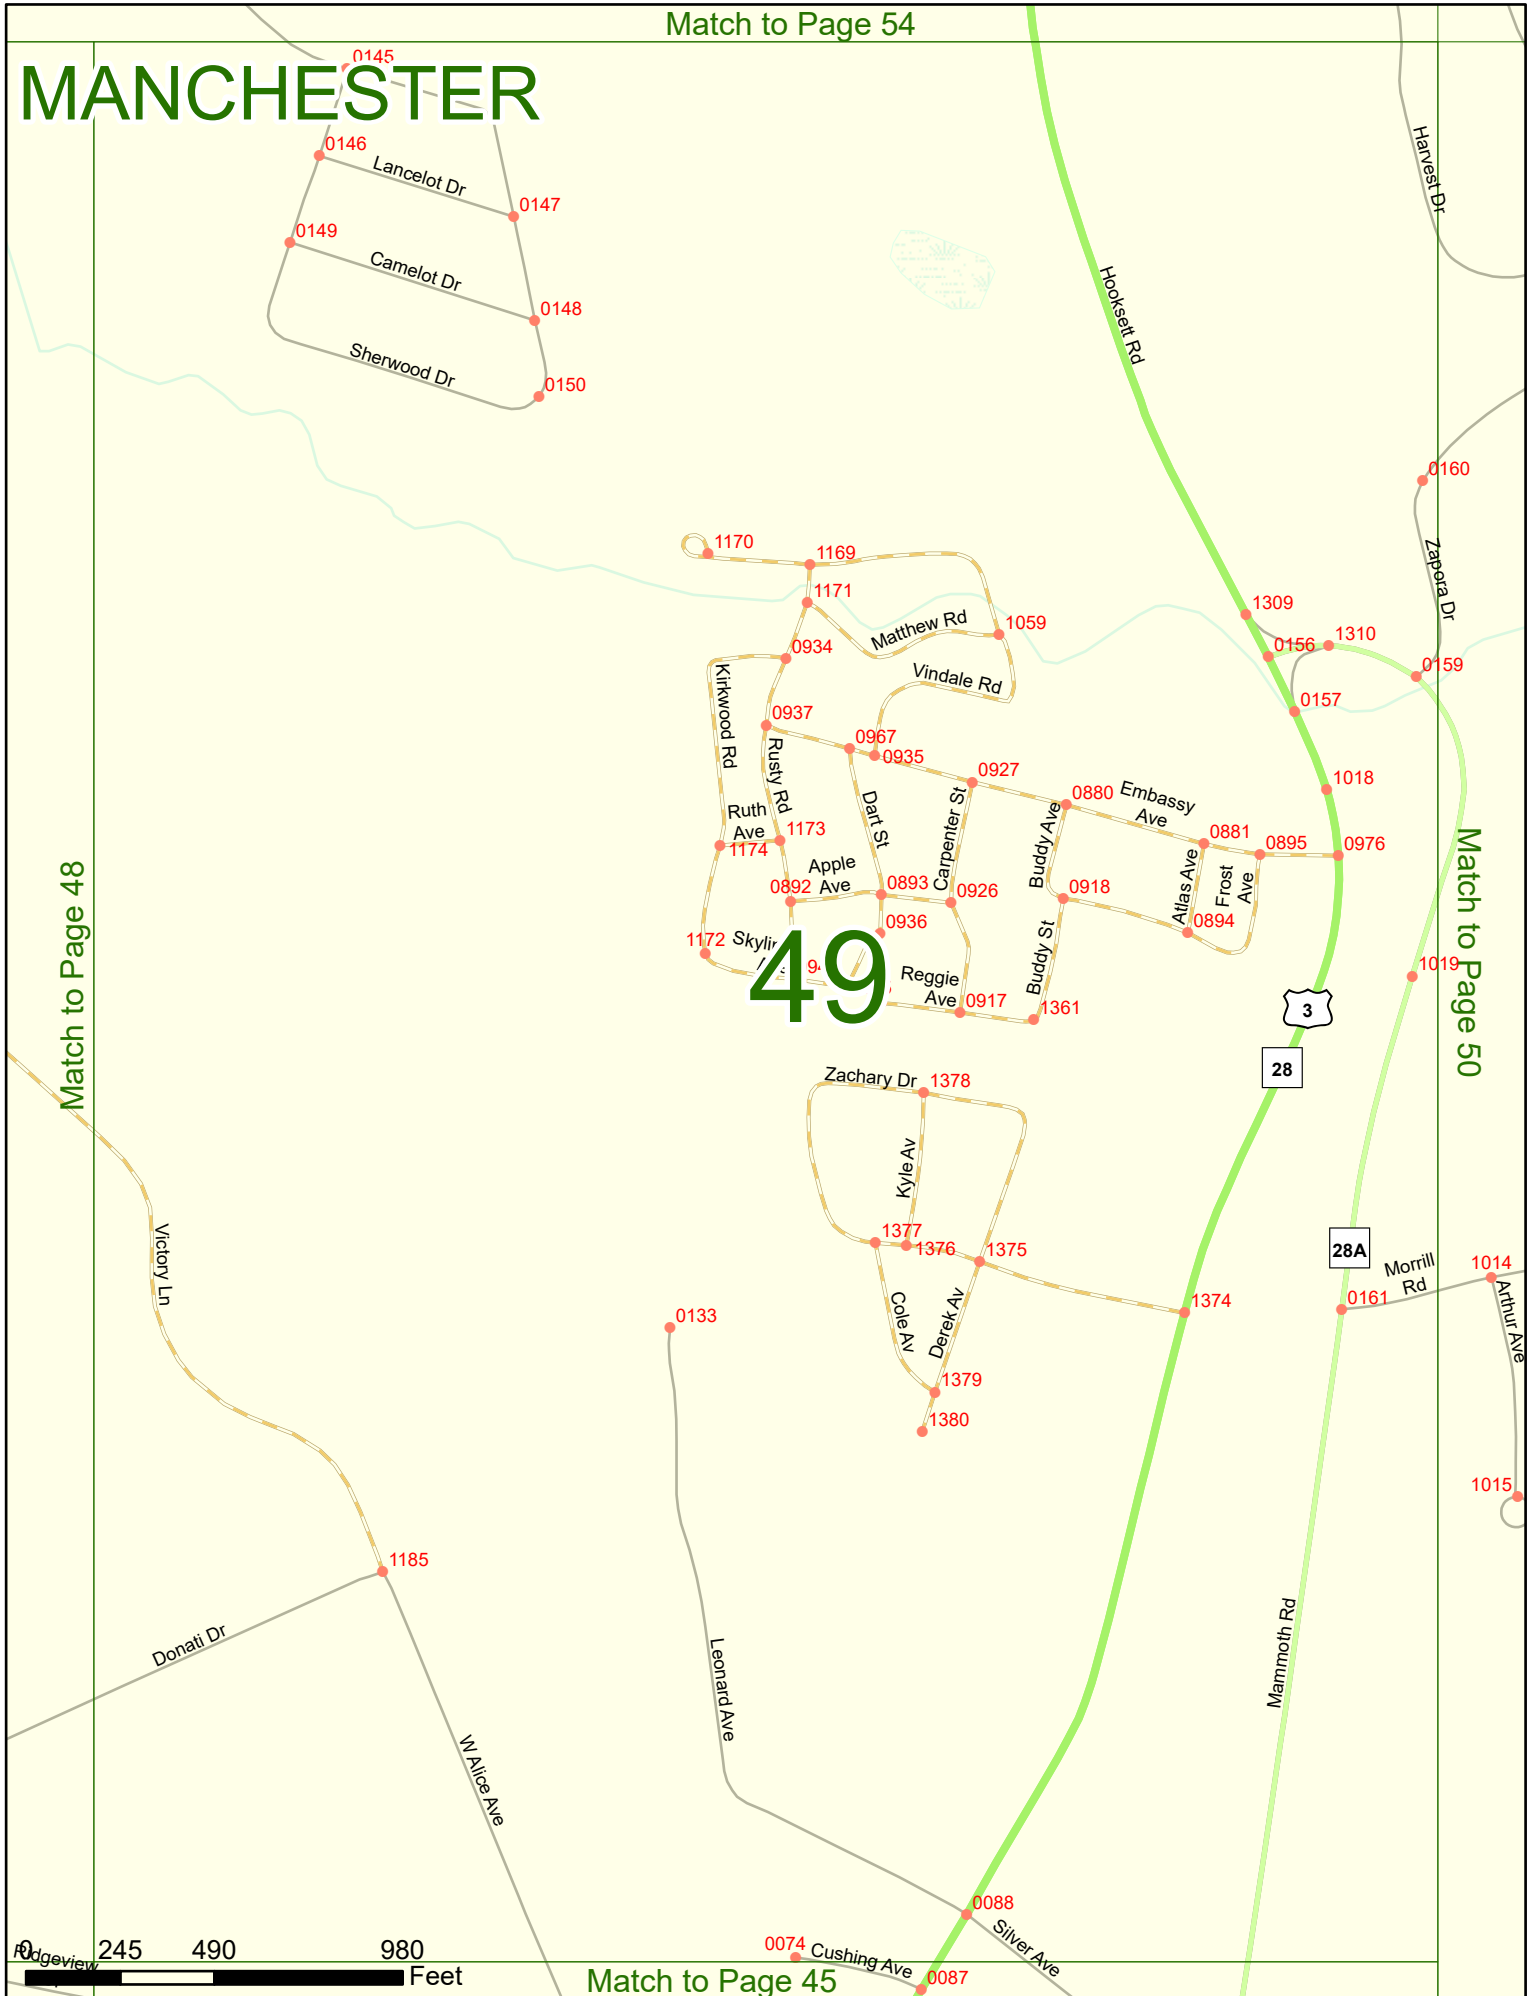 Match to Page 54
0145
MANCHESTER
0146
Lancelot Dr
0147
0149
Camelot Dr
0148
Sherwood Dr
0150
Harvest Dr
Hooksett Rd
0160
Zapora Dr
1170
1169
1171
Matthew Rd
1059
1309
1310
0156
0159
0934
Vindale Rd
Kirkwood Rd
0157
0937
Rusty Rd
0967
0935
0927
1018
0880
Embassy
Ave
Dart St
Carpenter St
Buddy Ave
Ruth
Ave
1173
1174
0881
0895
0976
Apple
Ave
0892
0893
0926
0918
Atlas Ave
Frost
Ave
0894
Match to Page 48
Match to Page 50
0936
1172
49
Reggie
Ave
0917
Buddy St
1361
1019
3
28
Zachary Dr
1378
Kyle Av
1377
1376
1375
Victory Ln
28A
Morrill
Rd
1014
0161
Arthur Ave
Cole Av
Derek Av
1374
0133
1379
1380
1015
1185
Donati Dr
Leonard Ave
Mammoth Rd
W Alice Ave
0088
Silver Ave
0074
Cushing Ave
0087
0 245 490 980
Feet
Ridgeview
Match to Page 45